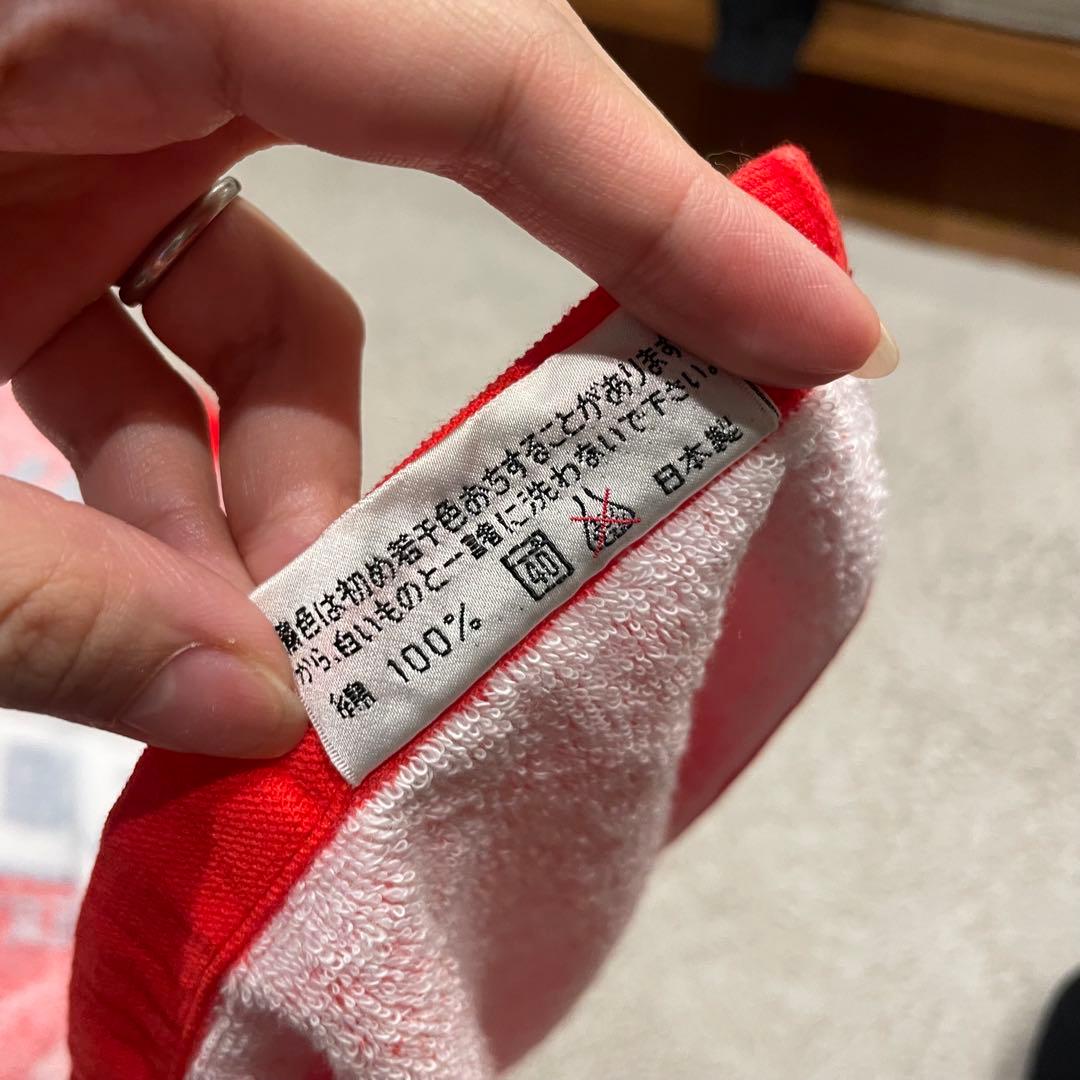 濃色は初め若干色おちすることがあります
から、白いものと一緒に洗わないで下さい。
綿 100% 40 日本製